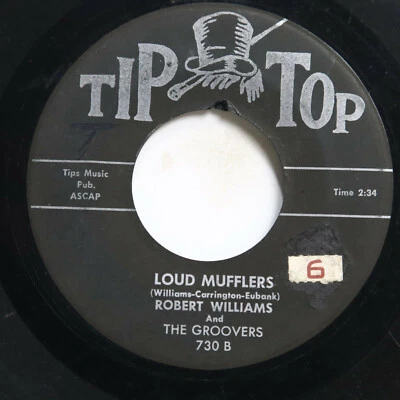 TIP TOP
Tips Music
Pub.
ASCAP
Time 2:34
6
LOUD MUFFLERS
(Williams-Carrington-Eubank)
ROBERT WILLIAMS
And
THE GROOVERS
730 B